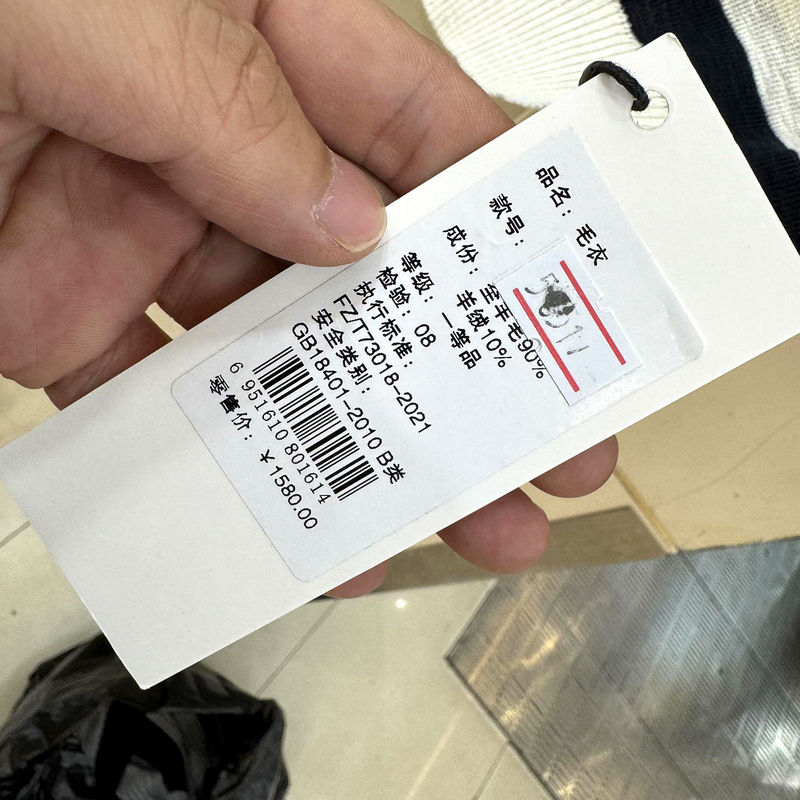 品名：毛衣
款号：
成份：全羊毛90%
羊绒10%
等级：一等品
检验：08
执行标准：
FZ/T73018-2021
安全类别：
GB18401-2010 B类
6 951610 801614
零售价：￥1580.00